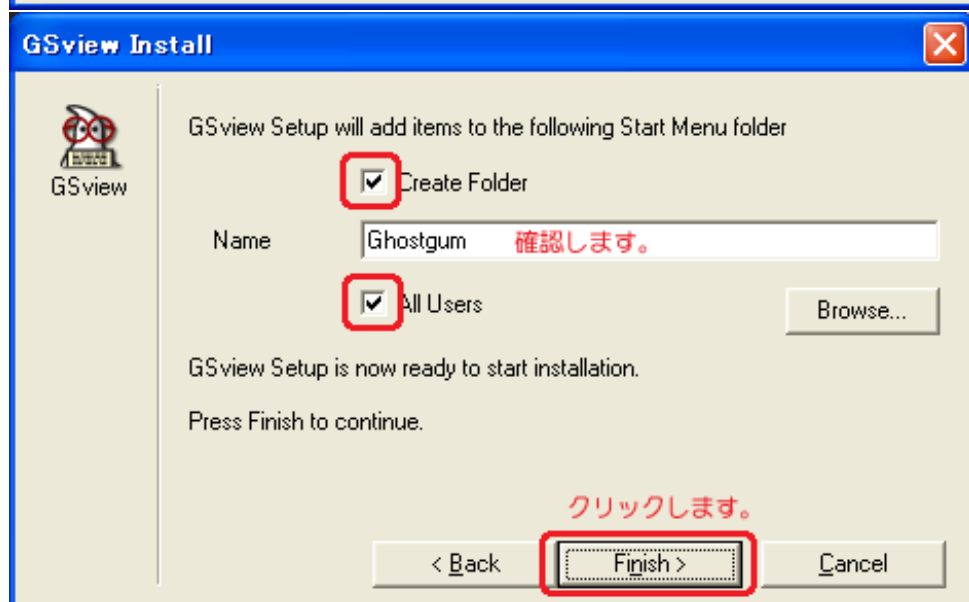 GSview Install
GSview
GSview Setup will add items to the following Start Menu folder
Create Folder
Name
Ghostgum
確認します。
All Users
Browse...
GSview Setup is now ready to start installation.
Press Finish to continue.
クリックします。
< Back
Finish >
Cancel